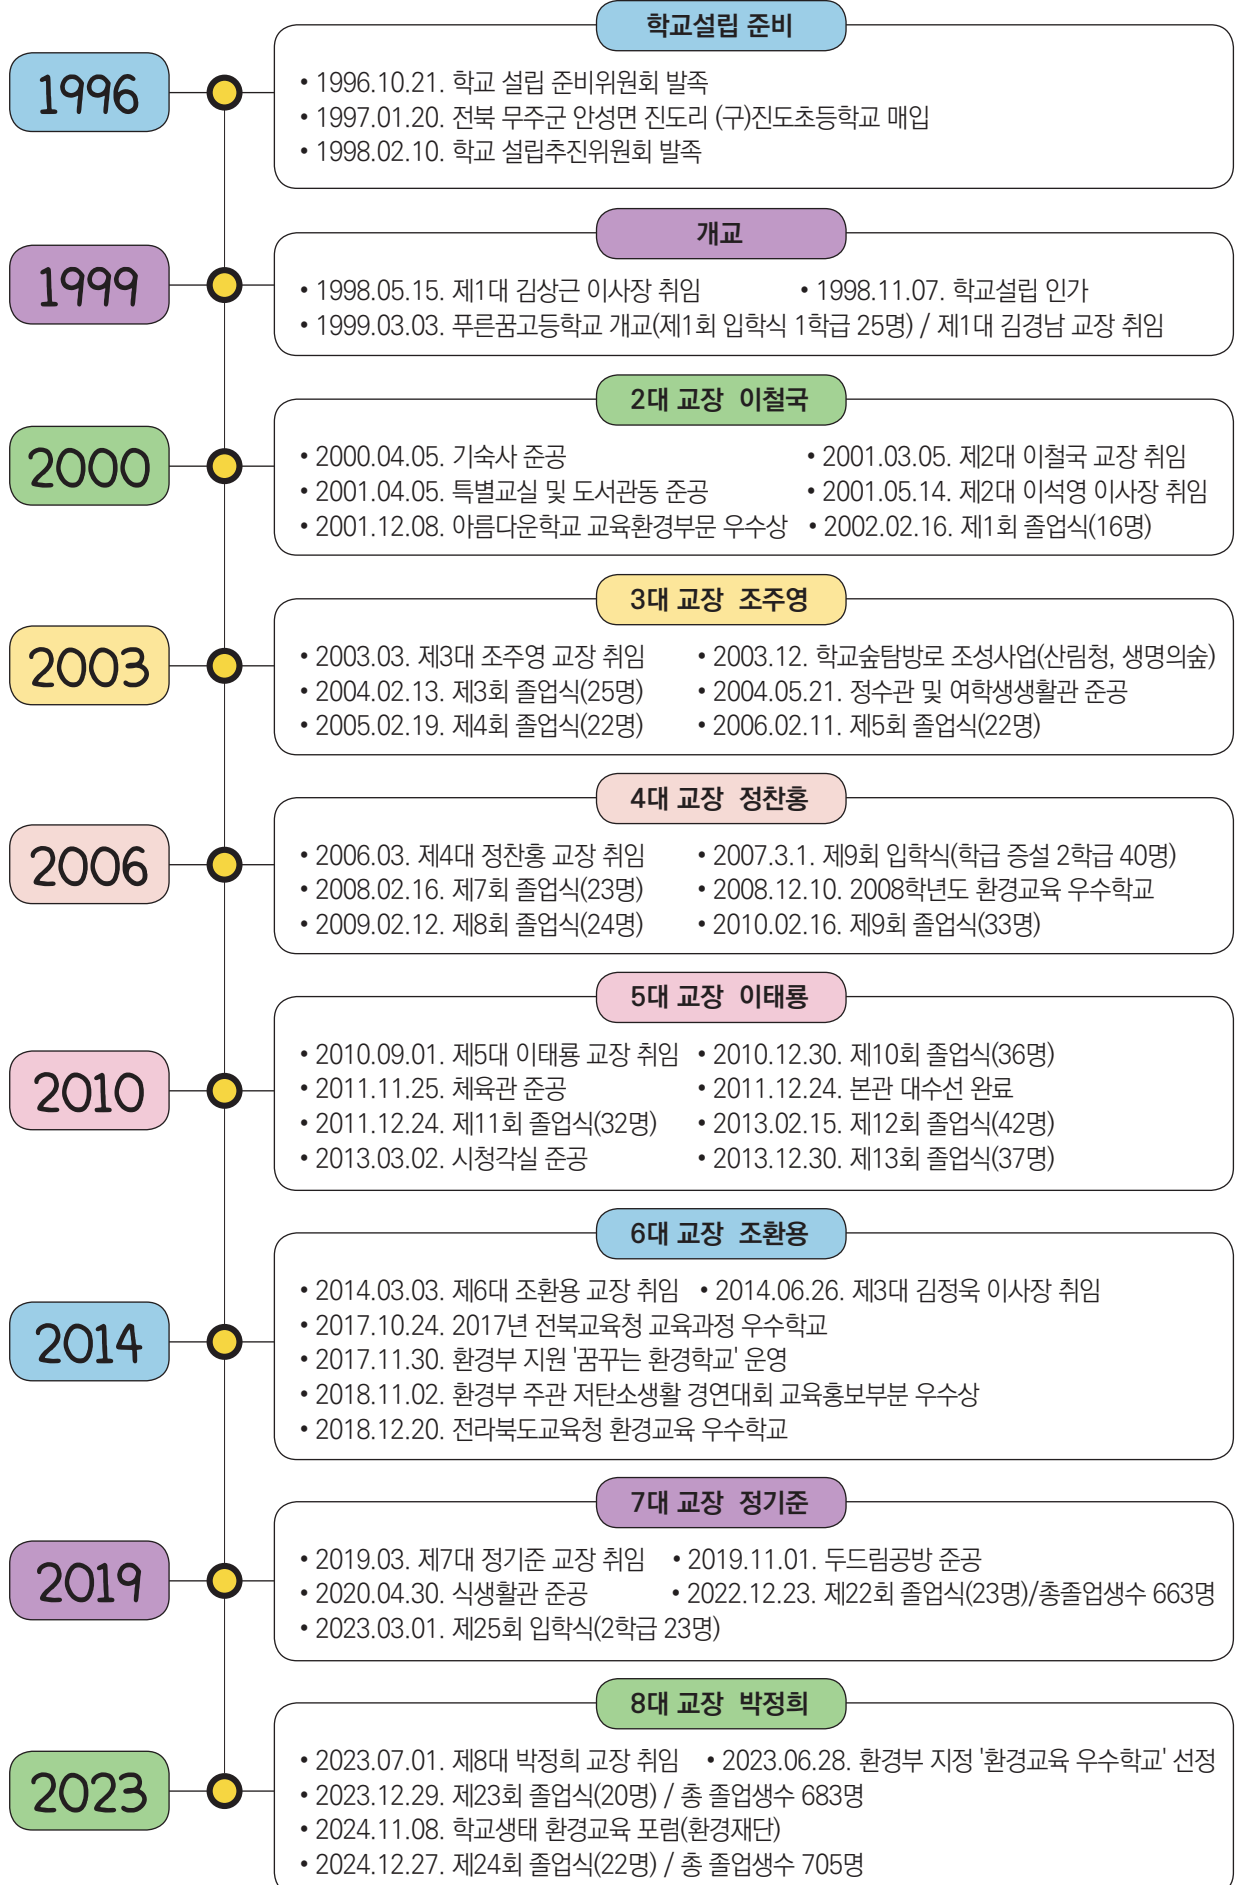 학교설립 준비
1996
• 1996.10.21. 학교 설립 준비위원회 발족
• 1997.01.20. 전북 무주군 안성면 진도리 (구)진도초등학교 매입
• 1998.02.10. 학교 설립추진위원회 발족
개교
1999
• 1998.05.15. 제1대 김상근 이사장 취임 • 1998.11.07. 학교설립 인가
• 1999.03.03. 푸른꿈고등학교 개교(제1회 입학식 1학급 25명) / 제1대 김경남 교장 취임
2대 교장 이철국
2000
• 2000.04.05. 기숙사 준공 • 2001.03.05. 제2대 이철국 교장 취임
• 2001.04.05. 특별교실 및 도서관동 준공 • 2001.05.14. 제2대 이석영 이사장 취임
• 2001.12.08. 아름다운학교 교육환경부문 우수상 • 2002.02.16. 제1회 졸업식(16명)
3대 교장 조주영
2003
• 2003.03. 제3대 조주영 교장 취임 • 2003.12. 학교숲탐방로 조성사업(산림청, 생명의숲)
• 2004.02.13. 제3회 졸업식(25명) • 2004.05.21. 정수관 및 여학생생활관 준공
• 2005.02.19. 제4회 졸업식(22명) • 2006.02.11. 제5회 졸업식(22명)
4대 교장 정찬홍
2006
• 2006.03. 제4대 정찬홍 교장 취임 • 2007.3.1. 제9회 입학식(학급 증설 2학급 40명)
• 2008.02.16. 제7회 졸업식(23명) • 2008.12.10. 2008학년도 환경교육 우수학교
• 2009.02.12. 제8회 졸업식(24명) • 2010.02.16. 제9회 졸업식(33명)
5대 교장 이태룡
2010
• 2010.09.01. 제5대 이태룡 교장 취임 • 2010.12.30. 제10회 졸업식(36명)
• 2011.11.25. 체육관 준공 • 2011.12.24. 본관 대수선 완료
• 2011.12.24. 제11회 졸업식(32명) • 2013.02.15. 제12회 졸업식(42명)
• 2013.03.02. 시청각실 준공 • 2013.12.30. 제13회 졸업식(37명)
6대 교장 조환용
2014
• 2014.03.03. 제6대 조환용 교장 취임 • 2014.06.26. 제3대 김정욱 이사장 취임
• 2017.10.24. 2017년 전북교육청 교육과정 우수학교
• 2017.11.30. 환경부 지원 '꿈꾸는 환경학교' 운영
• 2018.11.02. 환경부 주관 저탄소생활 경연대회 교육홍보부분 우수상
• 2018.12.20. 전라북도교육청 환경교육 우수학교
7대 교장 정기준
2019
• 2019.03. 제7대 정기준 교장 취임 • 2019.11.01. 두드림공방 준공
• 2020.04.30. 식생활관 준공 • 2022.12.23. 제22회 졸업식(23명)/총졸업생수 663명
• 2023.03.01. 제25회 입학식(2학급 23명)
8대 교장 박정희
2023
• 2023.07.01. 제8대 박정희 교장 취임 • 2023.06.28. 환경부 지정 '환경교육 우수학교' 선정
• 2023.12.29. 제23회 졸업식(20명) / 총 졸업생수 683명
• 2024.11.08. 학교생태 환경교육 포럼(환경재단)
• 2024.12.27. 제24회 졸업식(22명) / 총 졸업생수 705명